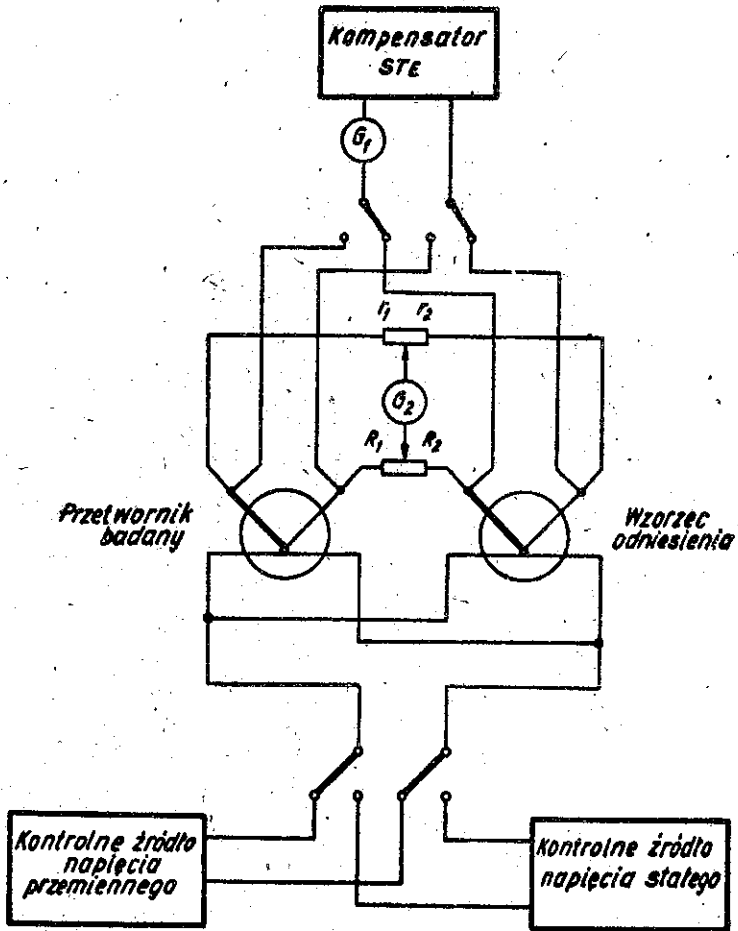 Kompensator
STE
G₁
r₁ r₂
G₂
R₁ R₂
Przetwornik
badany
Wzorzec
odniesienia
Kontrolne źródło
napięcia
przemiennego
Kontrolne źródło
napięcia stałego